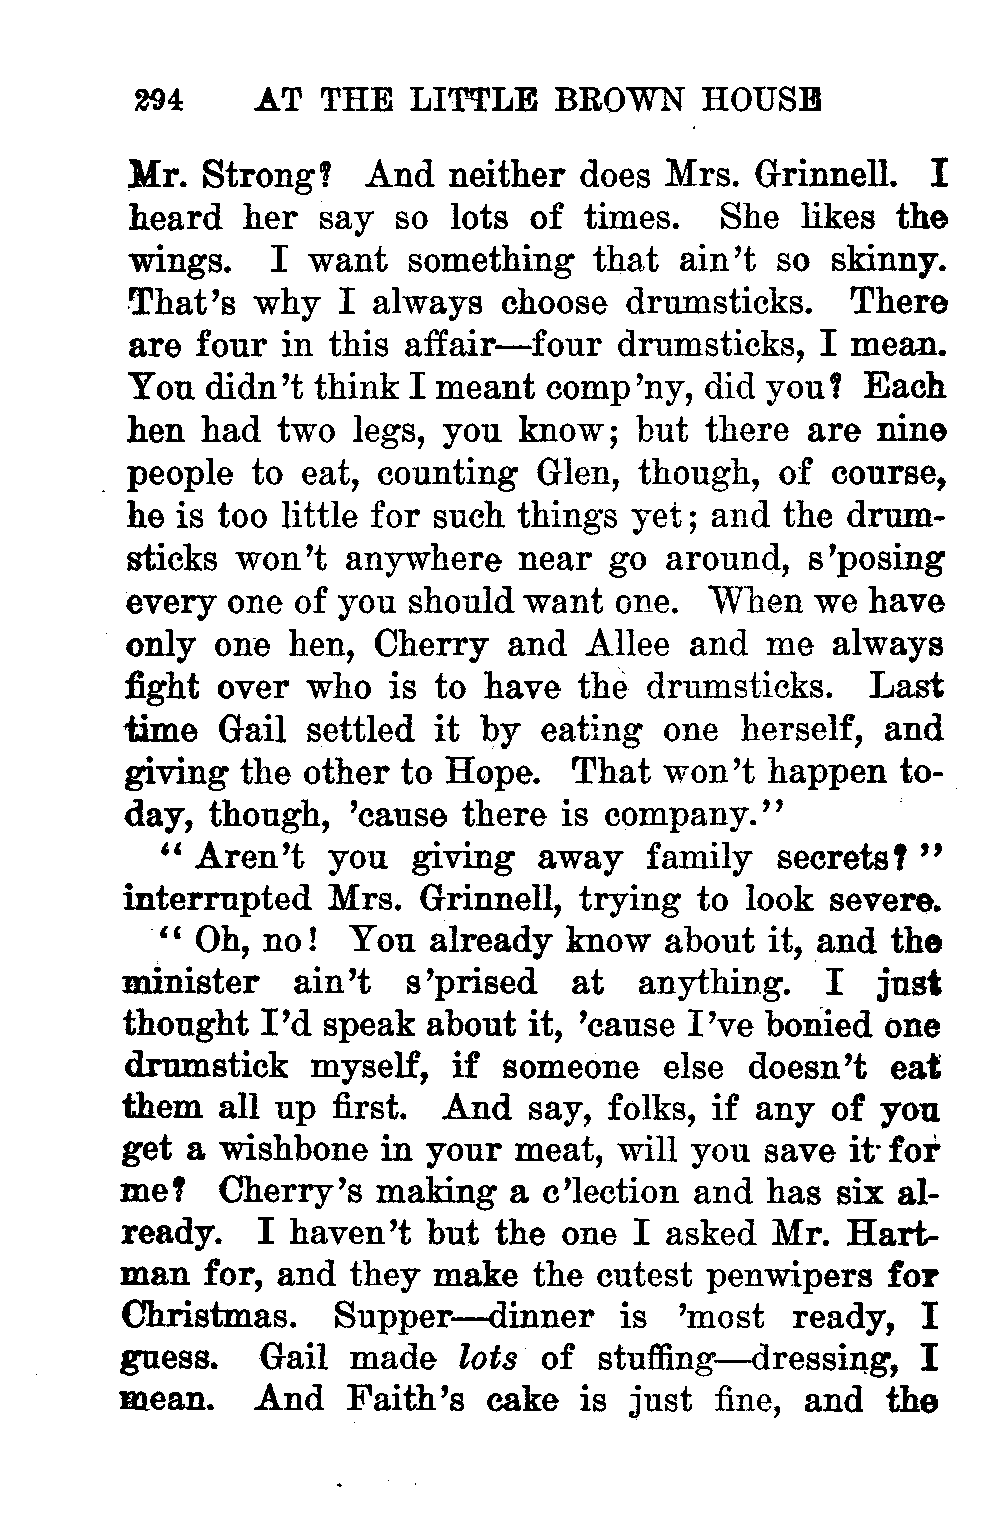 294 AT THE LITTLE BROWN HOUSE
Mr. Strong? And neither does Mrs. Grinnell. I
heard her say so lots of times. She likes the
wings. I want something that ain't so skinny.
That's why I always choose drumsticks. There
are four in this affair—four drumsticks, I mean.
You didn't think I meant comp'ny, did you? Each
hen had two legs, you know; but there are nine
people to eat, counting Glen, though, of course,
he is too little for such things yet; and the drum-
sticks won't anywhere near go around, s'posing
every one of you should want one. When we have
only one hen, Cherry and Allee and me always
fight over who is to have the drumsticks. Last
time Gail settled it by eating one herself, and
giving the other to Hope. That won't happen to-
day, though, 'cause there is company."
"Aren't you giving away family secrets?"
interrupted Mrs. Grinnell, trying to look severe.
"Oh, no! You already know about it, and the
minister ain't s'prised at anything. I just
thought I'd speak about it, 'cause I've bonied one
drumstick myself, if someone else doesn't eat
them all up first. And say, folks, if any of you
get a wishbone in your meat, will you save it for
me? Cherry's making a c'lection and has six al-
ready. I haven't but the one I asked Mr. Hart-
man for, and they make the cutest penwipers for
Christmas. Supper—dinner is 'most ready, I
guess. Gail made lots of stuffing—dressing, I
mean. And Faith's cake is just fine, and the